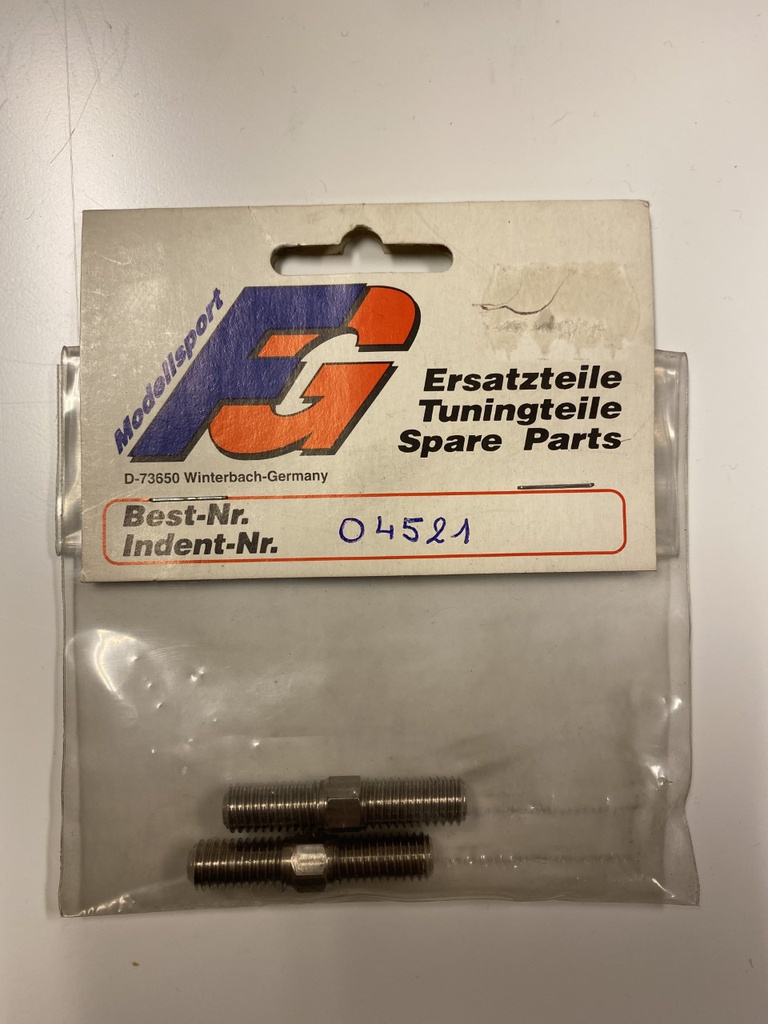 Modellsport
FG
Ersatzteile
Tuningteile
Spare Parts
D-73650 Winterbach-Germany
Best-Nr.
Indent-Nr.
04521